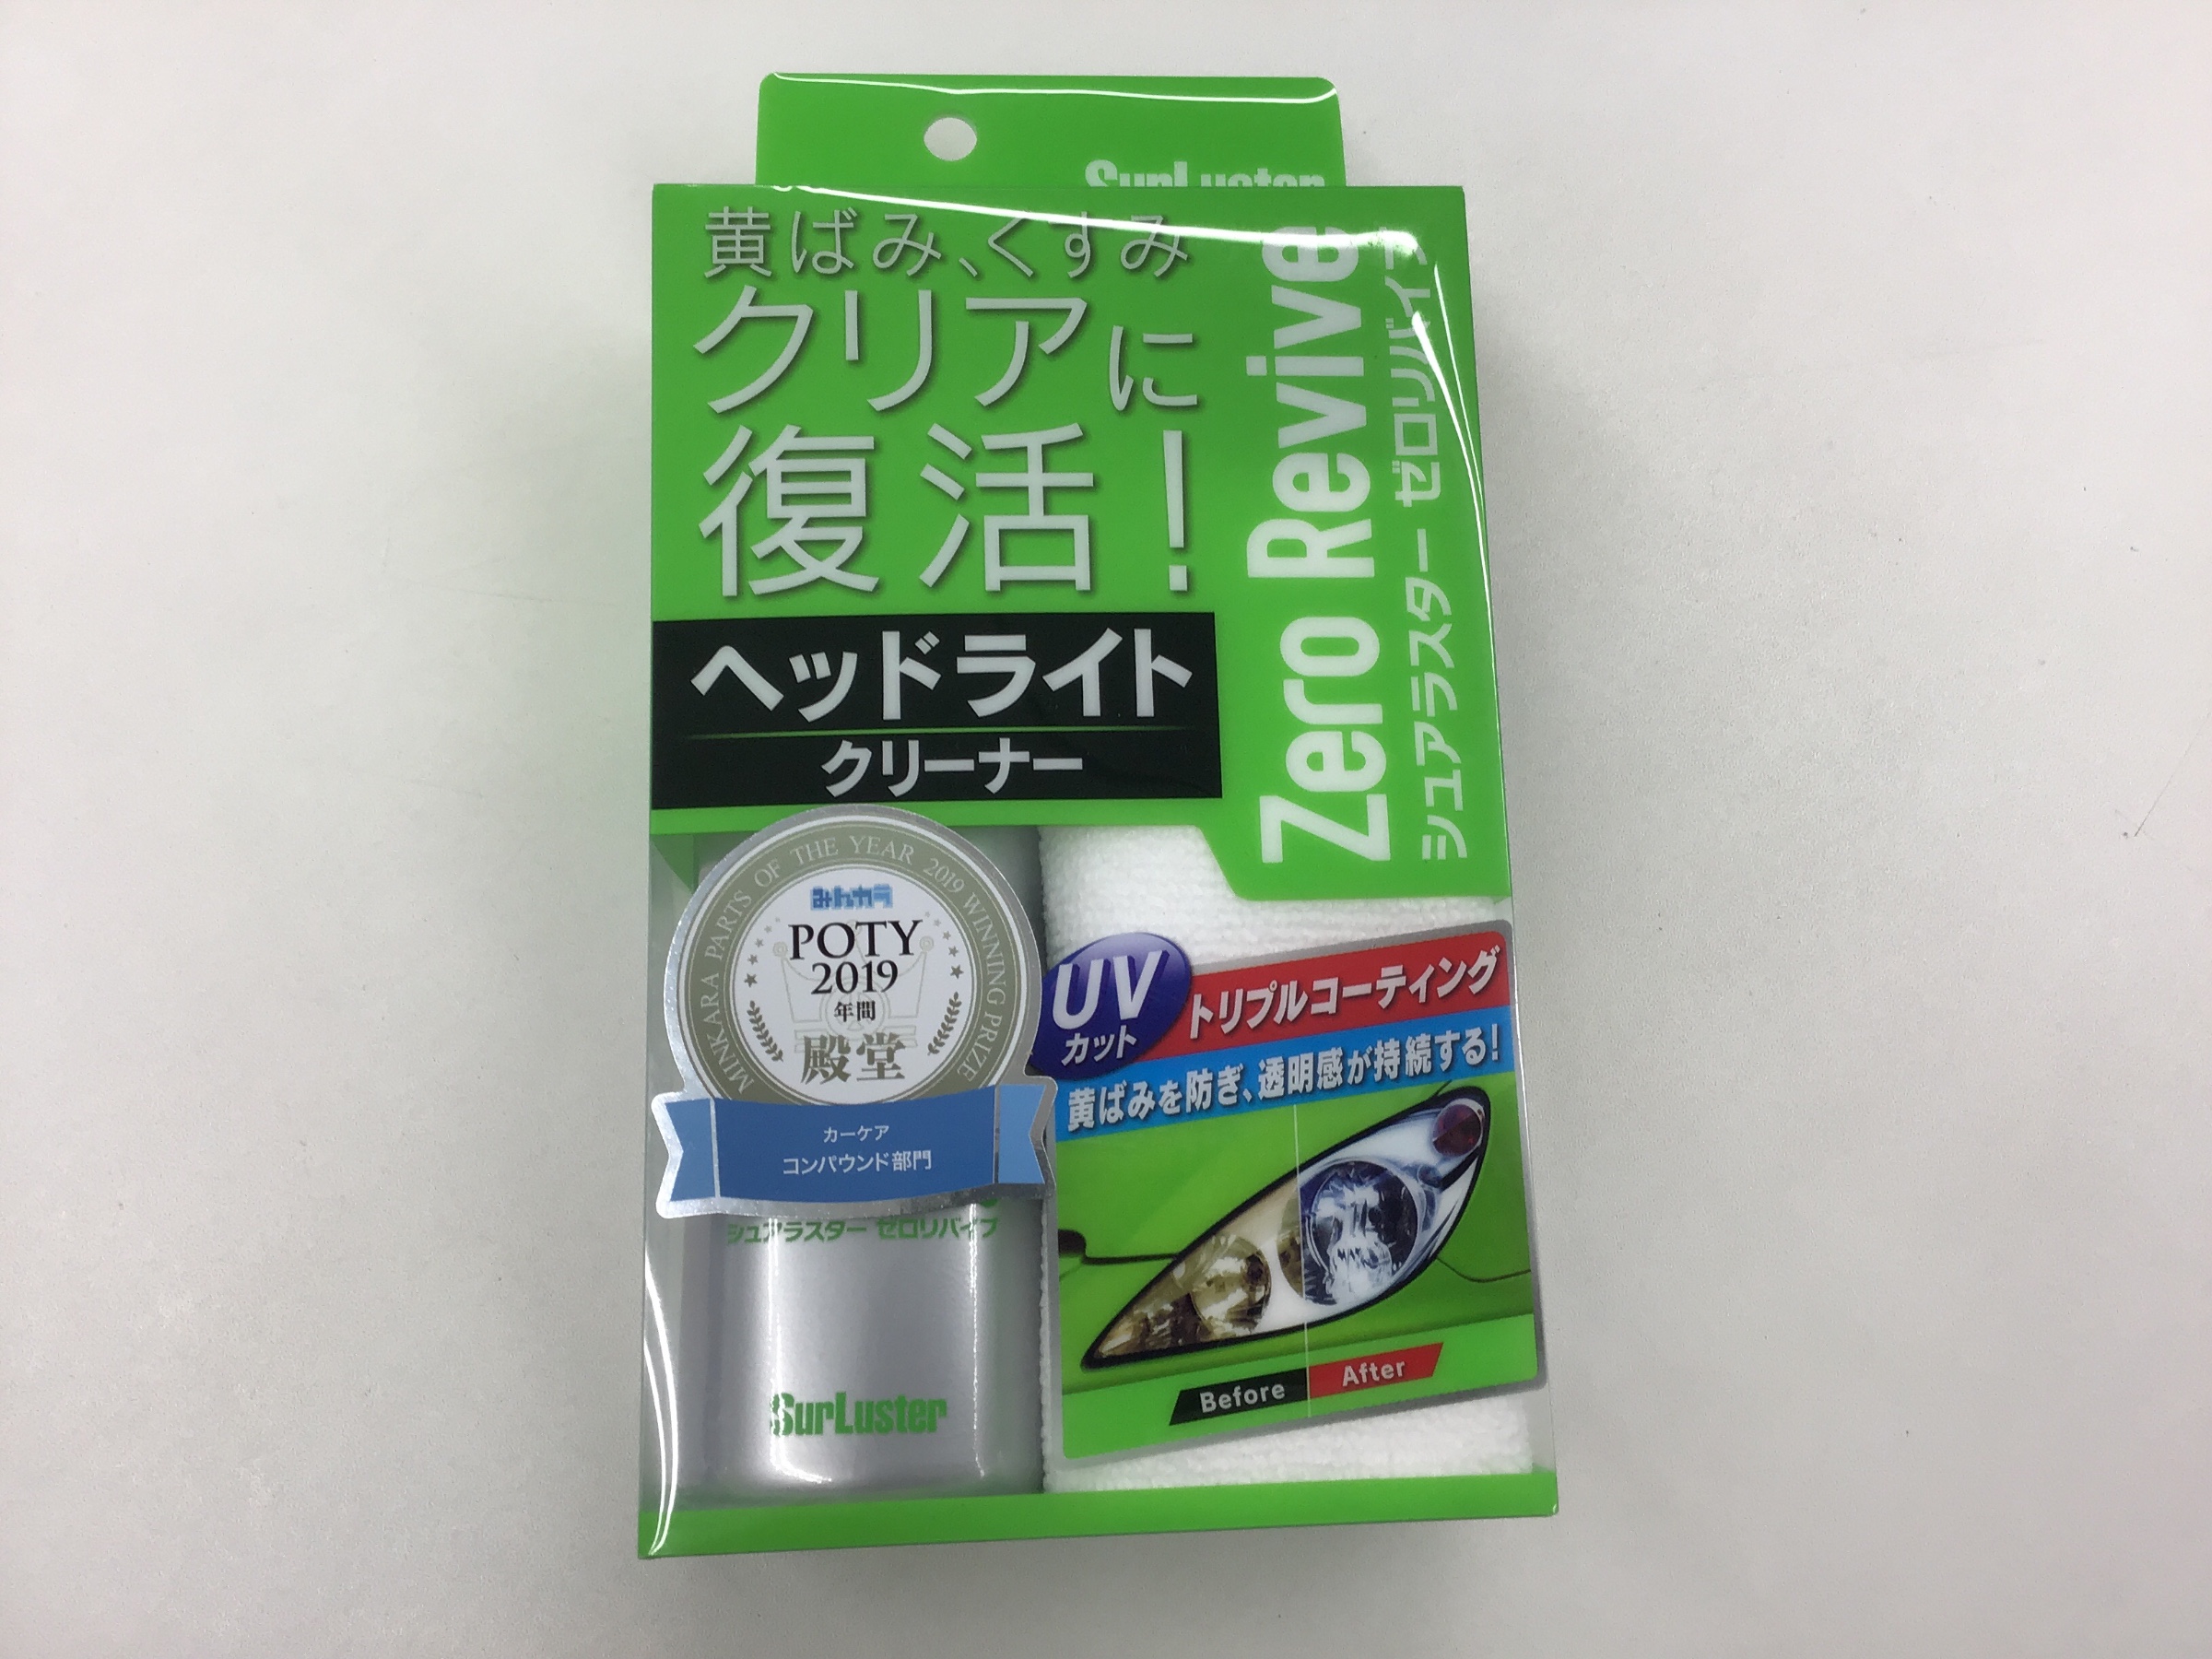 SurLuster
黄ばみ、くすみ
クリアに
復活!
ヘッドライト
クリーナー
Zero Revive
シュアラスター ゼロリバイブ
MINKARA PARTS OF THE YEAR 2019 WINNING PRIZE
みんカラ
POTY
2019
年間
殿堂
カーケア
コンパウンド部門
シュアラスター ゼロリバイブ
SurLuster
UV
カット
トリプルコーティング
黄ばみを防ぎ、透明感が持続する!
Before
After